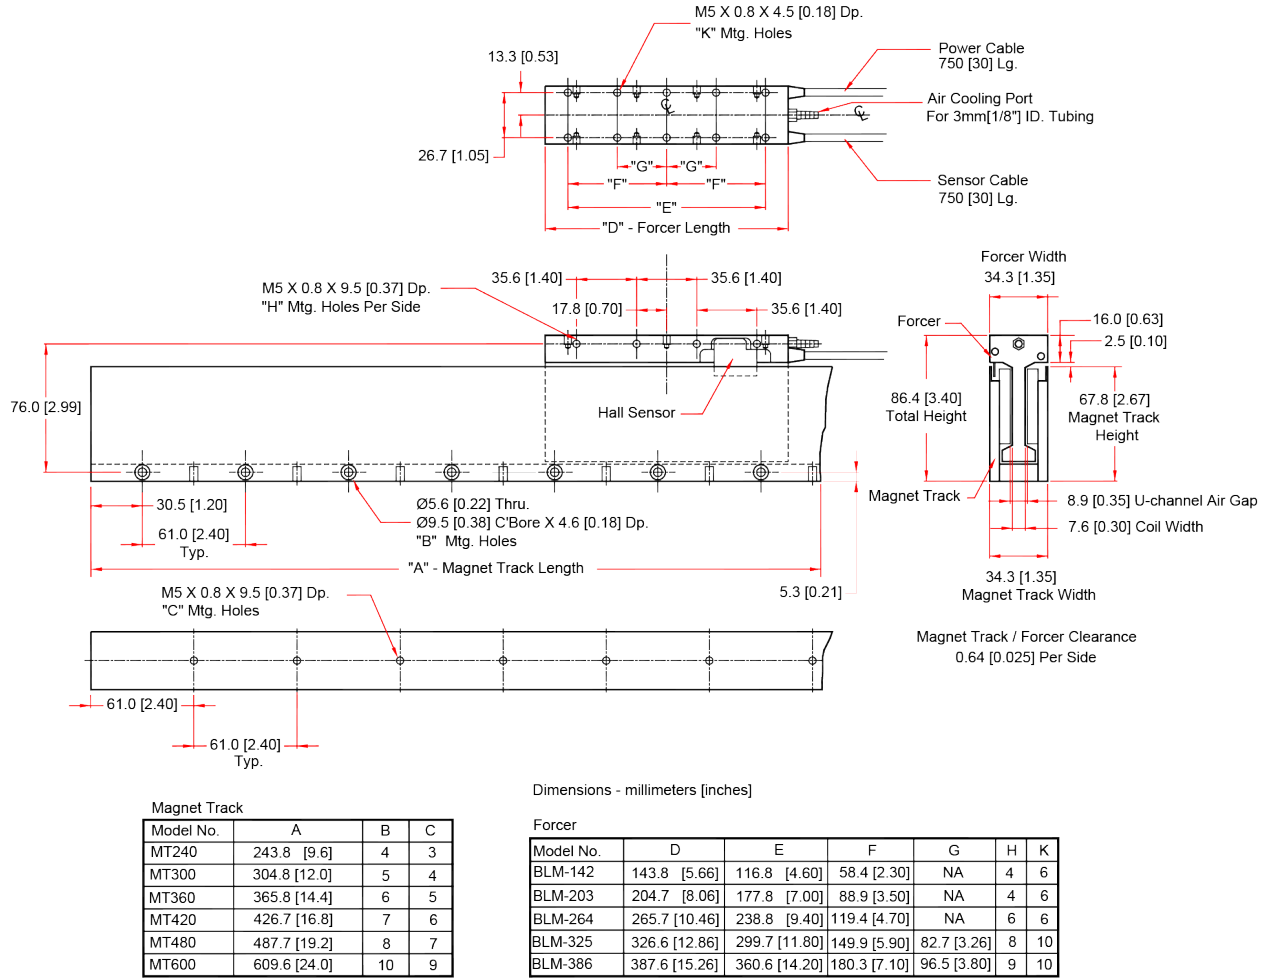 M5 X 0.8 X 4.5 [0.18] Dp.
"K" Mtg. Holes
13.3 [0.53]
Power Cable
750 [30] Lg.
Air Cooling Port
For 3mm[1/8"] ID. Tubing
26.7 [1.05]
"G"
"G"
"F"
"F"
"E"
"D" - Forcer Length
Sensor Cable
750 [30] Lg.
M5 X 0.8 X 9.5 [0.37] Dp.
"H" Mtg. Holes Per Side
35.6 [1.40]
35.6 [1.40]
17.8 [0.70]
35.6 [1.40]
Forcer Width
34.3 [1.35]
Forcer
16.0 [0.63]
2.5 [0.10]
76.0 [2.99]
Hall Sensor
86.4 [3.40]
Total Height
67.8 [2.67]
Magnet Track
Height
Magnet Track
8.9 [0.35] U-channel Air Gap
7.6 [0.30] Coil Width
30.5 [1.20]
61.0 [2.40]
Typ.
Ø5.6 [0.22] Thru.
Ø9.5 [0.38] C'Bore X 4.6 [0.18] Dp.
"B" Mtg. Holes
"A" - Magnet Track Length
34.3 [1.35]
Magnet Track Width
5.3 [0.21]
M5 X 0.8 X 9.5 [0.37] Dp.
"C" Mtg. Holes
Magnet Track / Forcer Clearance
0.64 [0.025] Per Side
61.0 [2.40]
61.0 [2.40]
Typ.
Dimensions - millimeters [inches]
Magnet Track
Model No. A B C
MT240 243.8 [9.6] 4 3
MT300 304.8 [12.0] 5 4
MT360 365.8 [14.4] 6 5
MT420 426.7 [16.8] 7 6
MT480 487.7 [19.2] 8 7
MT600 609.6 [24.0] 10 9
Forcer
Model No. D E F G H K
BLM-142 143.8 [5.66] 116.8 [4.60] 58.4 [2.30] NA 4 6
BLM-203 204.7 [8.06] 177.8 [7.00] 88.9 [3.50] NA 4 6
BLM-264 265.7 [10.46] 238.8 [9.40] 119.4 [4.70] NA 6 6
BLM-325 326.6 [12.86] 299.7 [11.80] 149.9 [5.90] 82.7 [3.26] 8 10
BLM-386 387.6 [15.26] 360.6 [14.20] 180.3 [7.10] 96.5 [3.80] 9 10